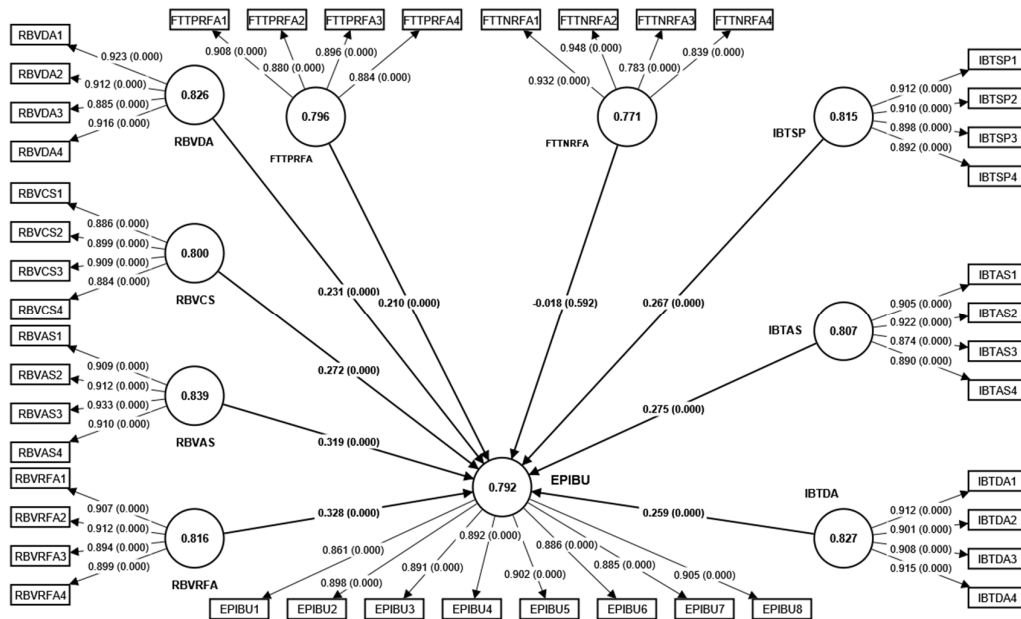 FTTPRFA1 FTTPRFA2 FTTPRFA3 FTTPRFA4
FTTNRFA1 FTTNRFA2 FTTNRFA3 FTTNRFA4
0.908 (0.000)
0.880 (0.000)
0.896 (0.000)
0.884 (0.000)
0.796
FTTPRFA
0.932 (0.000)
0.948 (0.000)
0.783 (0.000)
0.839 (0.000)
0.771
FTTNRFA
RBVDA1
RBVDA2
RBVDA3
RBVDA4
0.923 (0.000)
0.912 (0.000)
0.885 (0.000)
0.916 (0.000)
0.826
RBVDA
RBVCS1
RBVCS2
RBVCS3
RBVCS4
0.886 (0.000)
0.899 (0.000)
0.909 (0.000)
0.884 (0.000)
0.800
RBVCS
RBVAS1
RBVAS2
RBVAS3
RBVAS4
0.909 (0.000)
0.912 (0.000)
0.933 (0.000)
0.910 (0.000)
0.839
RBVAS
RBVRFA1
RBVRFA2
RBVRFA3
RBVRFA4
0.907 (0.000)
0.912 (0.000)
0.894 (0.000)
0.899 (0.000)
0.816
RBVRFA
0.231 (0.000)
0.210 (0.000)
-0.018 (0.592)
0.267 (0.000)
0.272 (0.000)
0.275 (0.000)
0.319 (0.000)
0.328 (0.000)
0.259 (0.000)
0.792
EPIBU
IBTSP1
IBTSP2
IBTSP3
IBTSP4
0.912 (0.000)
0.910 (0.000)
0.898 (0.000)
0.892 (0.000)
0.815
IBTSP
IBTAS1
IBTAS2
IBTAS3
IBTAS4
0.905 (0.000)
0.922 (0.000)
0.874 (0.000)
0.890 (0.000)
0.807
IBTAS
IBTDA1
IBTDA2
IBTDA3
IBTDA4
0.912 (0.000)
0.901 (0.000)
0.908 (0.000)
0.915 (0.000)
0.827
IBTDA
0.861 (0.000)
0.898 (0.000)
0.891 (0.000)
0.892 (0.000)
0.902 (0.000)
0.886 (0.000)
0.885 (0.000)
0.905 (0.000)
EPIBU1 EPIBU2 EPIBU3 EPIBU4 EPIBU5 EPIBU6 EPIBU7 EPIBU8